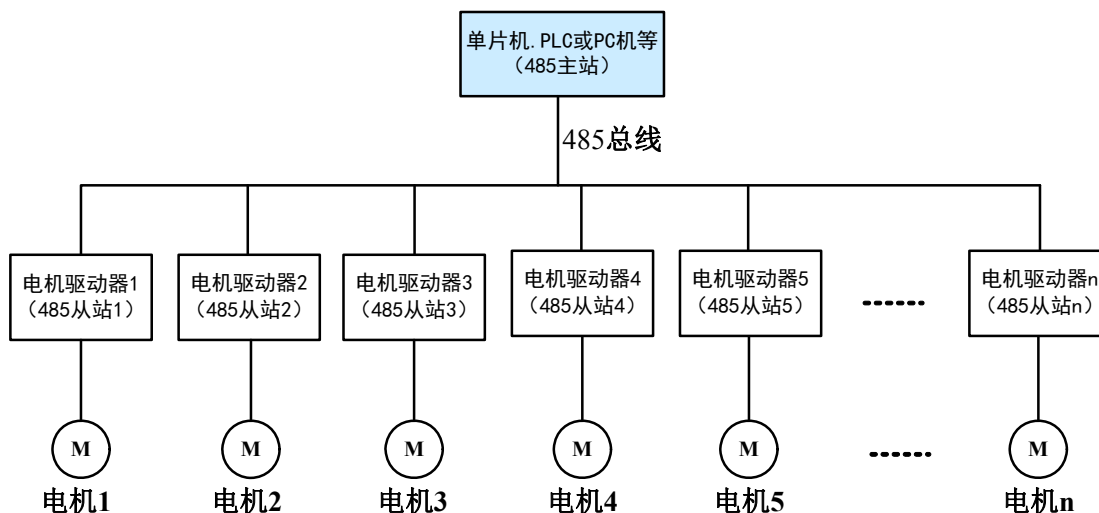 单片机.PLC或PC机等
（485主站）
485总线
电机驱动器1
（485从站1）
电机驱动器2
（485从站2）
电机驱动器3
（485从站3）
电机驱动器4
（485从站4）
电机驱动器5
（485从站5）
电机驱动器n
（485从站n）
M
M
M
M
M
M
电机1
电机2
电机3
电机4
电机5
电机n